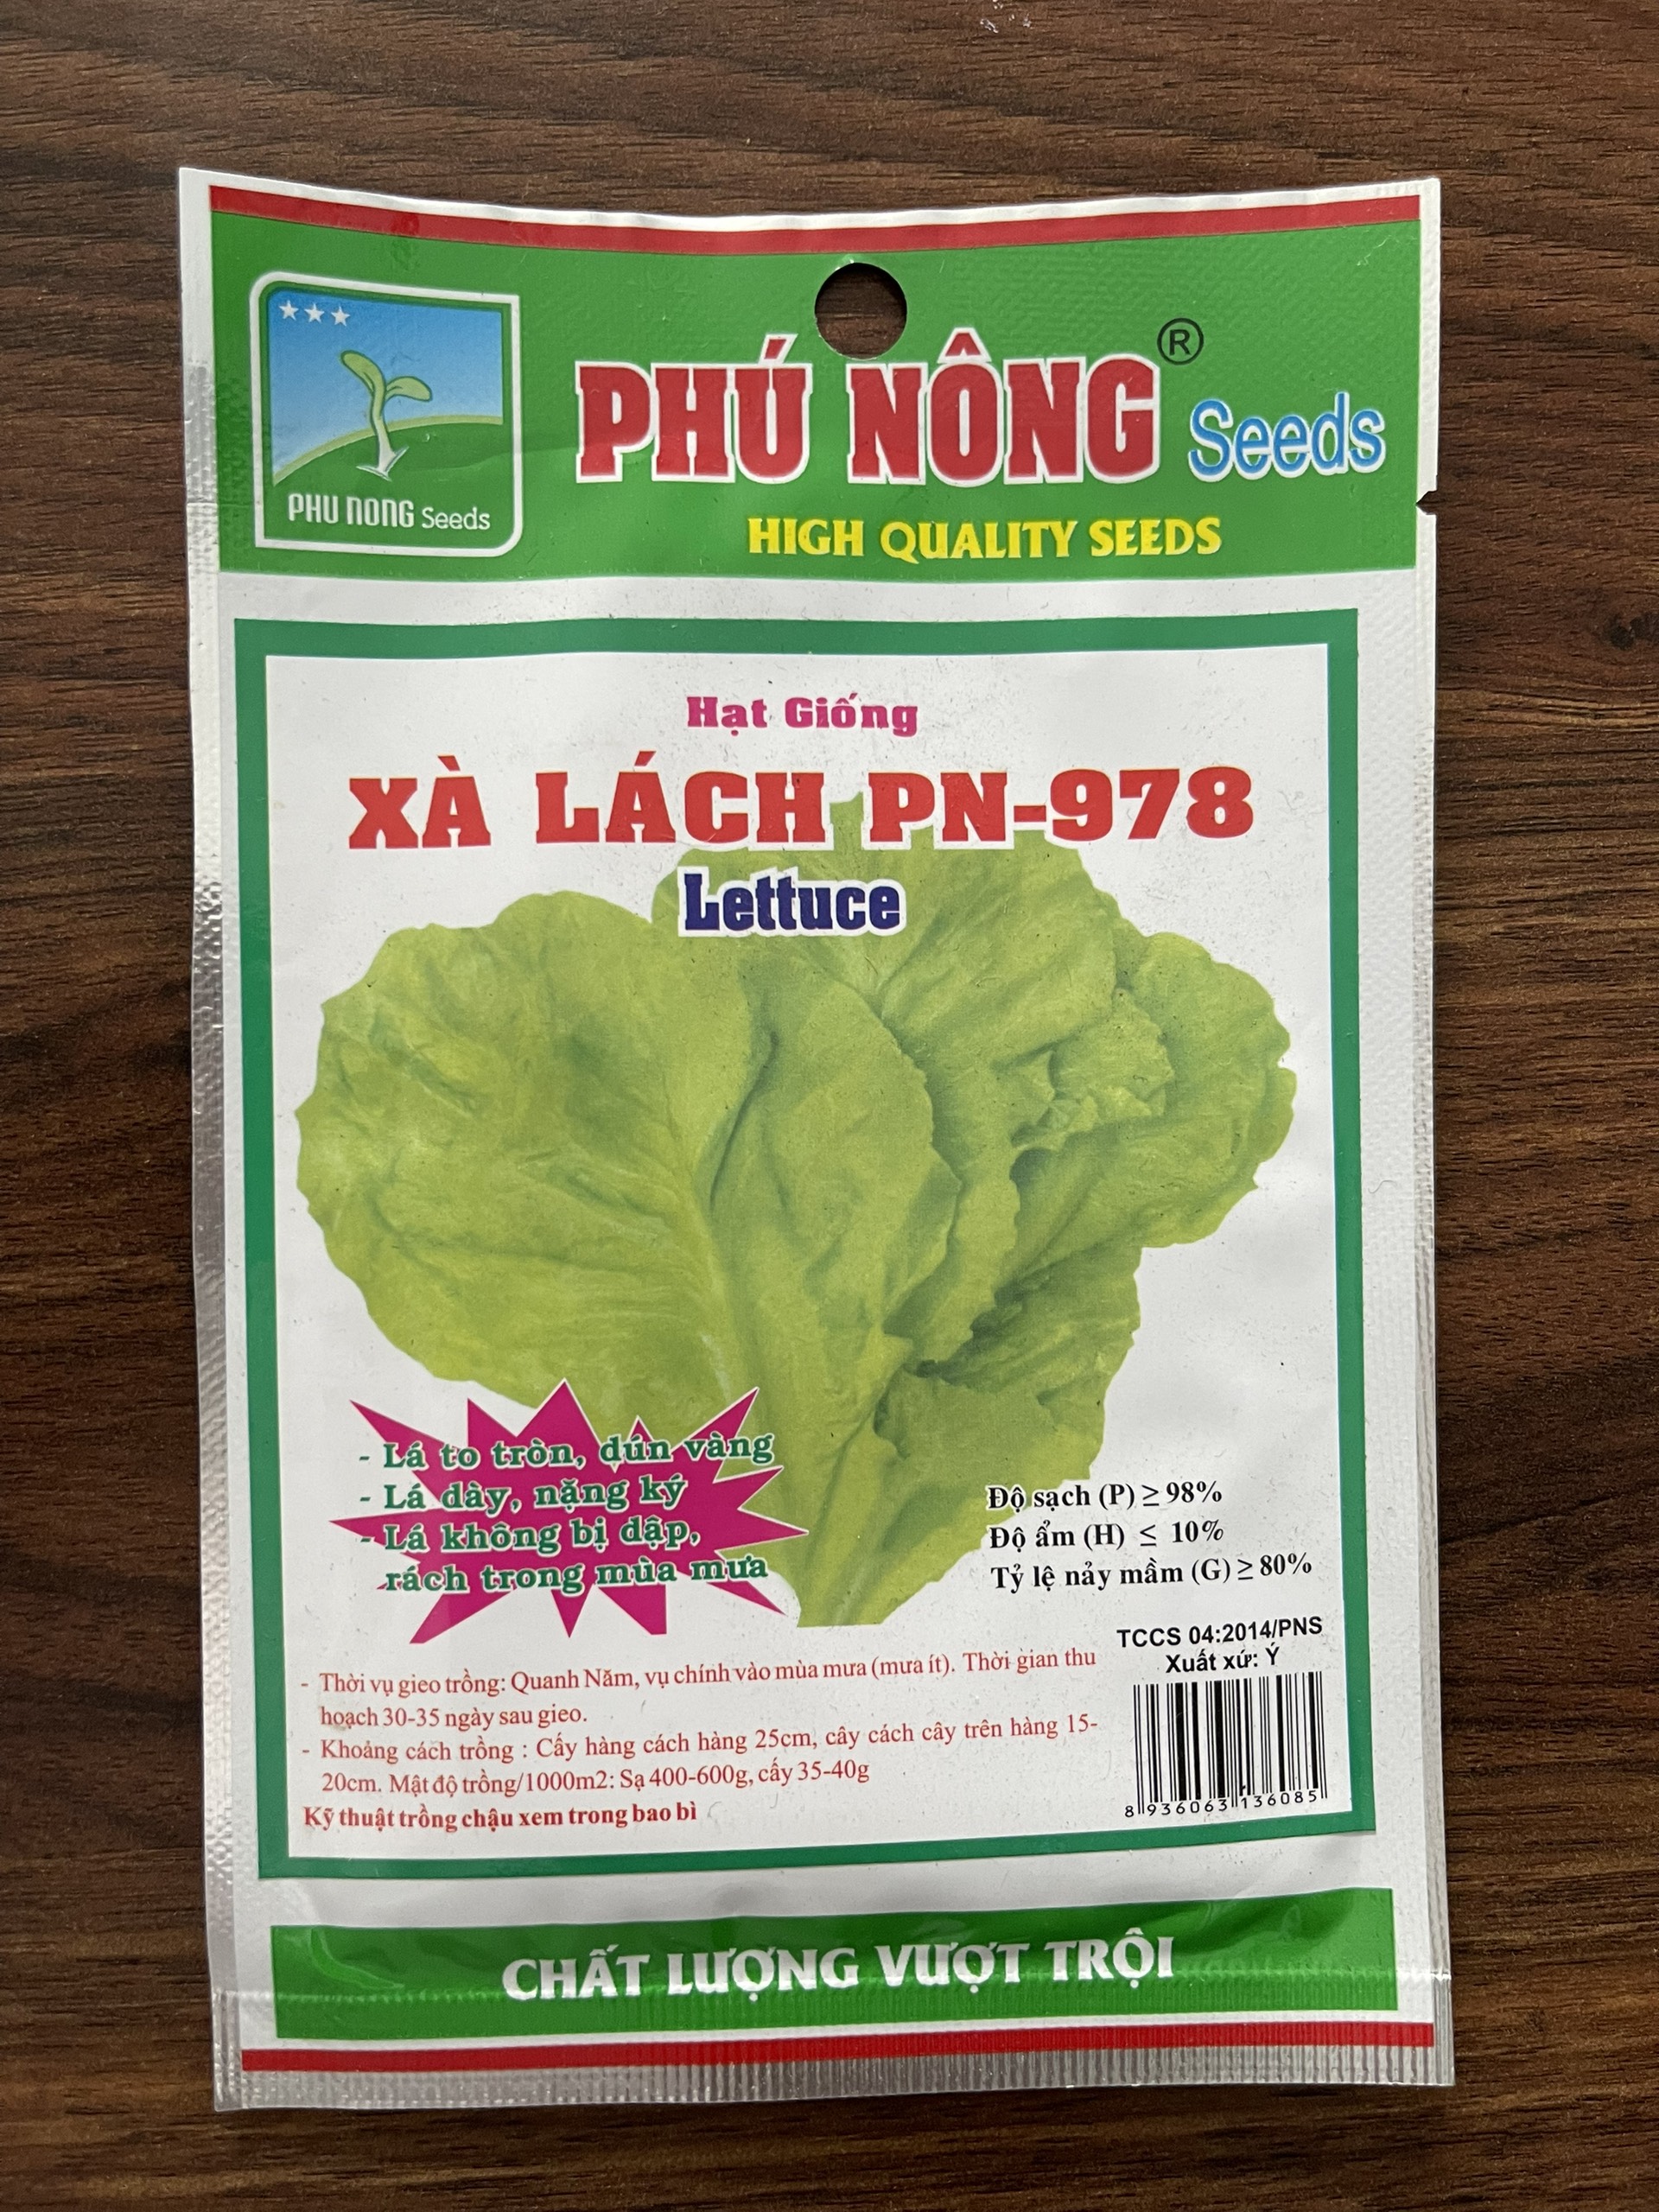 PHU NONG Seeds
PHÚ NÔNG® Seeds
HIGH QUALITY SEEDS
Hạt Giống
XÀ LÁCH PN-978
Lettuce
- Lá to tròn, dún vàng
- Lá dày, nặng ký
- Lá không bị dập,
rách trong mùa mưa
Độ sạch (P) ≥ 98%
Độ ẩm (H) ≤ 10%
Tỷ lệ nảy mầm (G) ≥ 80%
TCCS 04:2014/PNS
Xuất xứ: Ý
- Thời vụ gieo trồng: Quanh Năm, vụ chính vào mùa mưa (mưa ít). Thời gian thu
hoạch 30-35 ngày sau gieo.
- Khoảng cách trồng : Cấy hàng cách hàng 25cm, cây cách cây trên hàng 15-
20cm. Mật độ trồng/1000m2: Sạ 400-600g, cấy 35-40g
Kỹ thuật trồng chậu xem trong bao bì
8 936063 136085
CHẤT LƯỢNG VƯỢT TRỘI